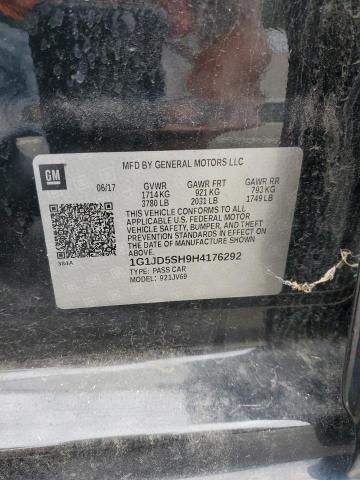 MFD BY GENERAL MOTORS LLC
GM
06/17 GVWR GAWR FRT GAWR RR
1714 KG 921 KG 793 KG
3780 LB 2031 LB 1749 LB
THIS VEHICLE CONFORMS TO ALL APPLICABLE
U.S. FEDERAL MOTOR
VEHICLE SAFETY, BUMPER, AND THEFT
PREVENTION STANDARDS IN EFFECT ON THE
DATE OF MANUFACTURE SHOWN ABOVE.
384A
1G1JD5SH9H4176292
TYPE: PASS CAR
MODEL: 921JV69